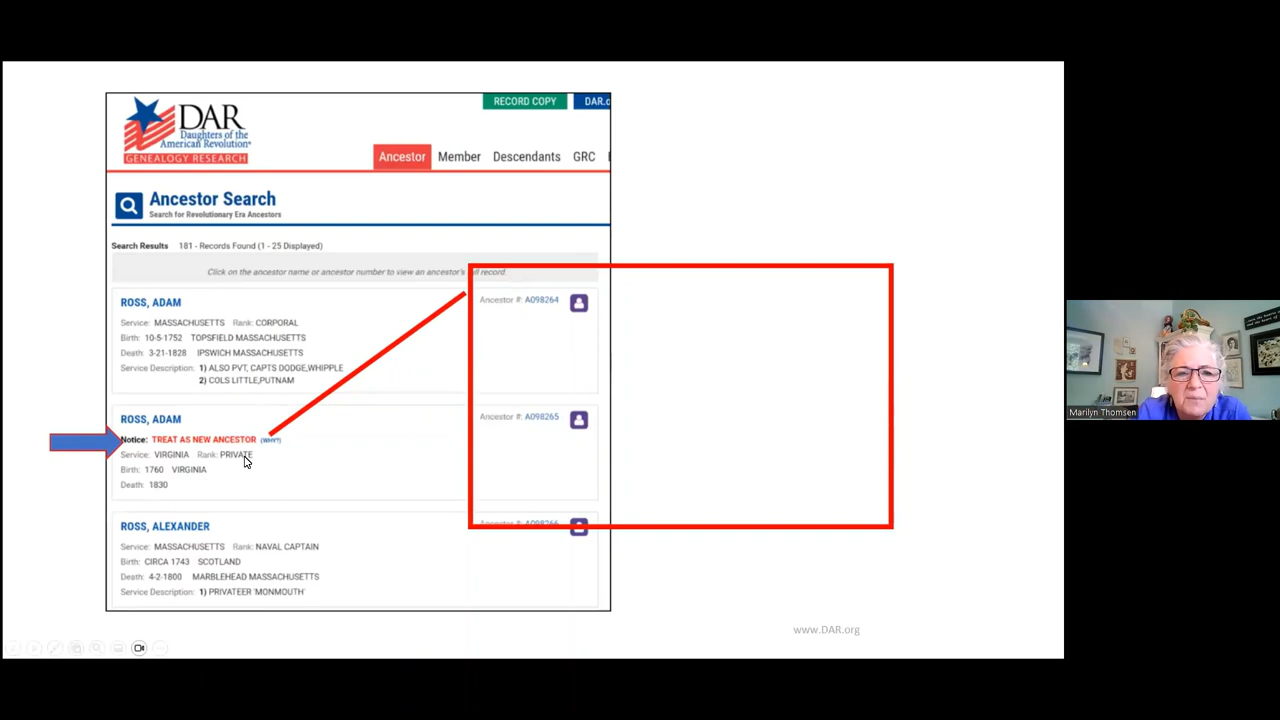 RECORD COPY
DAR.o
DAR
Daughters of the
American Revolution
GENEALOGY RESEARCH
Ancestor Member Descendants GRC
Ancestor Search
Search for Revolutionary Era Ancestors
Search Results 181 - Records Found (1 - 25 Displayed)
Click on the ancestor name or ancestor number to view an ancestor's full record
ROSS, ADAM
Ancestor #: A098264
Service: MASSACHUSETTS Rank: CORPORAL
Birth: 10-5-1752 TOPSFIELD MASSACHUSETTS
Death: 3-21-1828 IPSWICH MASSACHUSETTS
Service Description: 1) ALSO PVT, CAPTS DODGE,WHIPPLE
2) COLS LITTLE,PUTNAM
ROSS, ADAM
Ancestor #: A098265
Notice: TREAT AS NEW ANCESTOR (WHY?)
Service: VIRGINIA Rank: PRIVATE
Birth: 1760 VIRGINIA
Death: 1830
ROSS, ALEXANDER
Ancestor #: A098266
Service: MASSACHUSETTS Rank: NAVAL CAPTAIN
Birth: CIRCA 1743 SCOTLAND
Death: 4-2-1800 MARBLEHEAD MASSACHUSETTS
Service Description: 1) PRIVATEER 'MONMOUTH'
www.DAR.org
Marilyn Thomsen